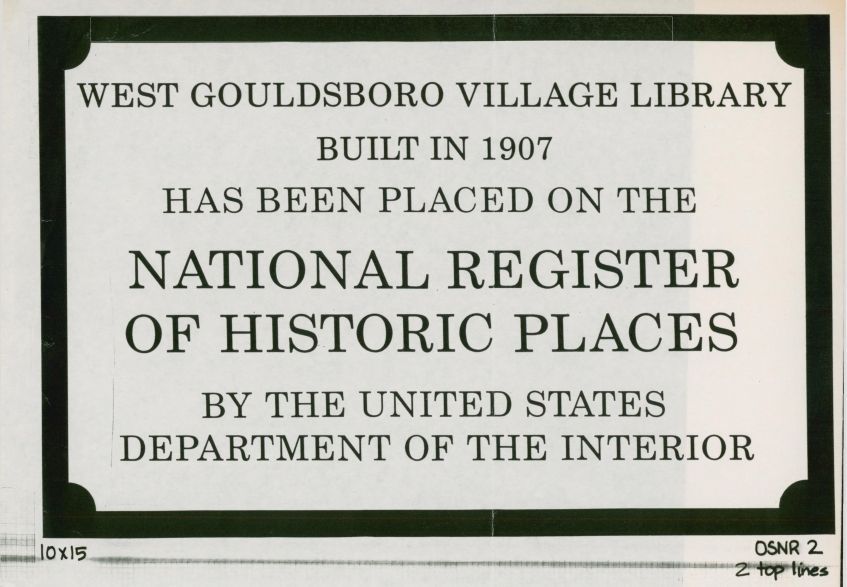 WEST GOULDSBORO VILLAGE LIBRARY
BUILT IN 1907
HAS BEEN PLACED ON THE
NATIONAL REGISTER
OF HISTORIC PLACES
BY THE UNITED STATES
DEPARTMENT OF THE INTERIOR
10x15
OSNR 2
2 top lines